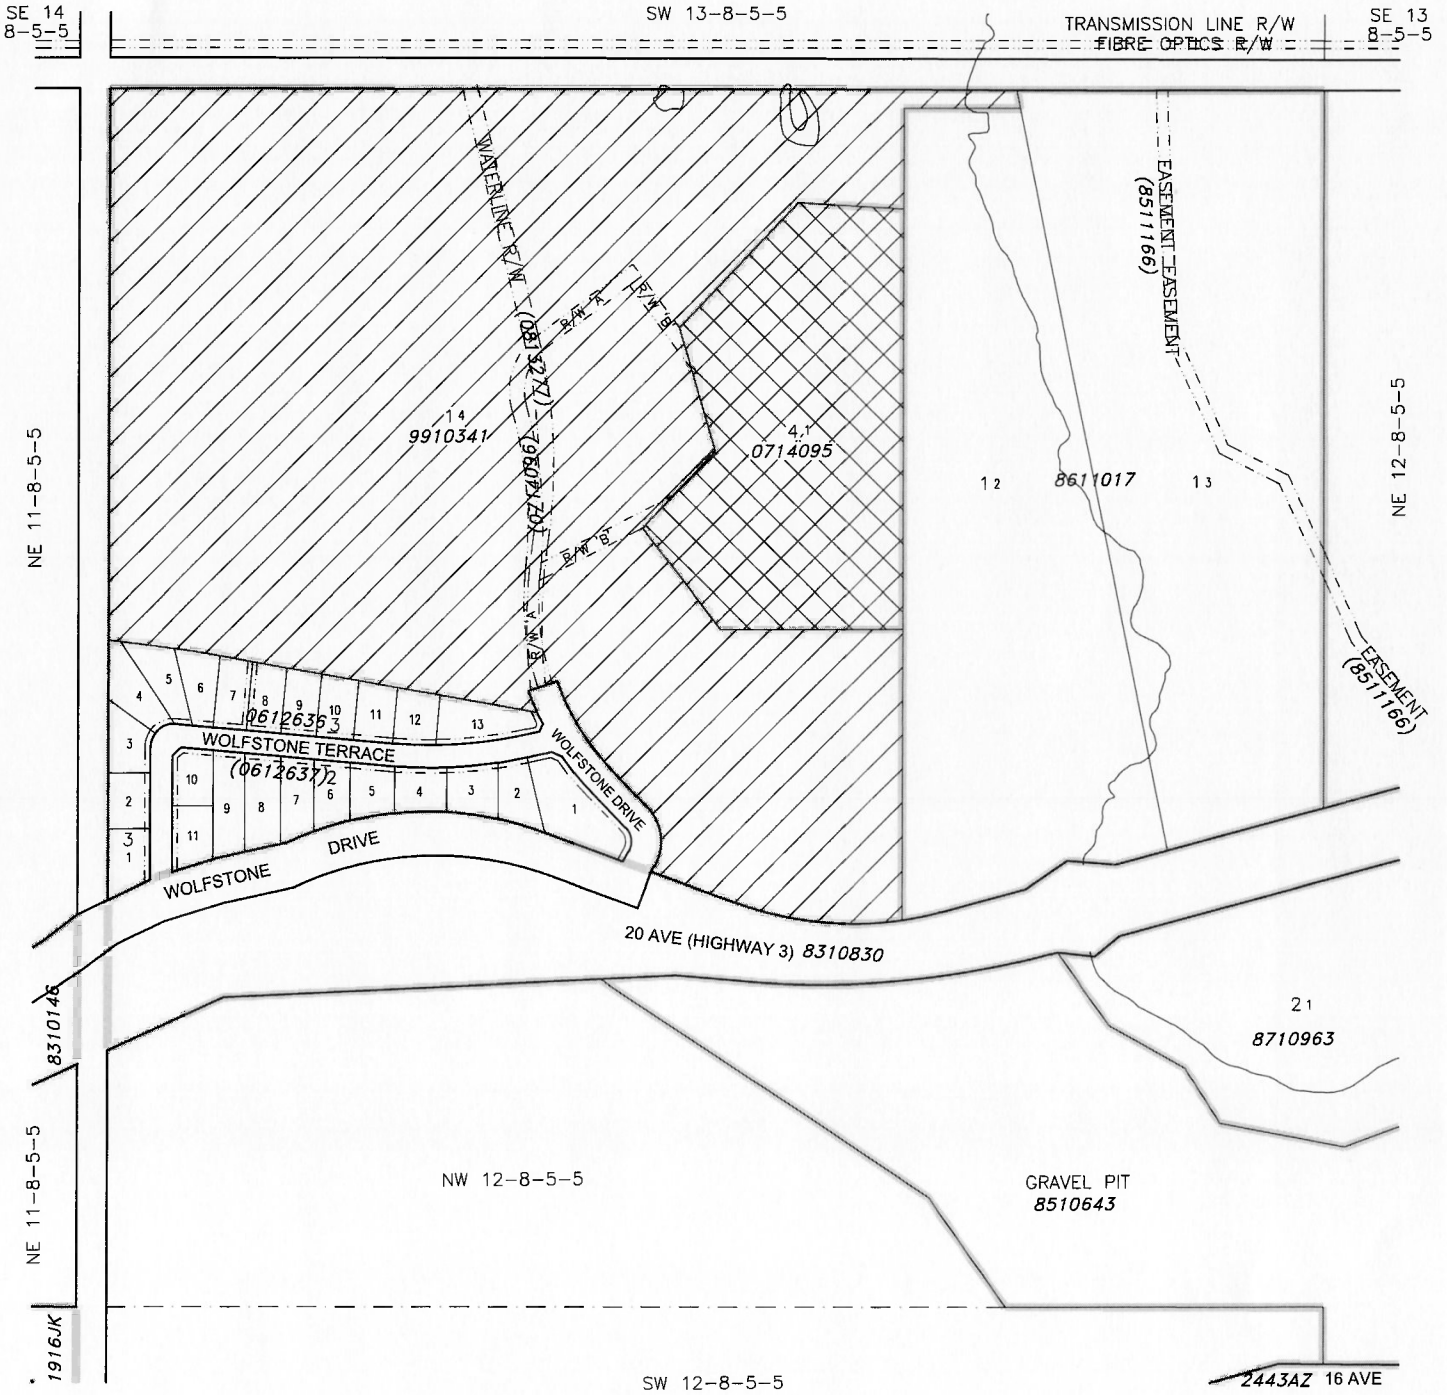 SE 14
8-5-5
SW 13-8-5-5
TRANSMISSION LINE R/W
FIBRE OPTICS R/W
SE 13
8-5-5
WATERLINE R/W
(0813277)
7960417O)
R/W 'A'
R/W 'B'
EASEMENT EASEMENT
(8511166)
14
9910341
41
0714095
12
8611017
13
NE 11-8-5-5
NE 12-8-5-5
R/W 'B'
R/W 'A'
EASEMENT
(8511166)
4
5
6
7
8
9
10
11
12
13
0612636
3
3
WOLFSTONE TERRACE
(0612637)
2
10
9
8
7
6
5
4
3
2
1
2
11
3
1
WOLFSTONE DRIVE
WOLFSTONE DRIVE
20 AVE (HIGHWAY 3) 8310830
8310146
21
8710963
NE 11-8-5-5
NW 12-8-5-5
GRAVEL PIT
8510643
1916JK
SW 12-8-5-5
2443AZ 16 AVE